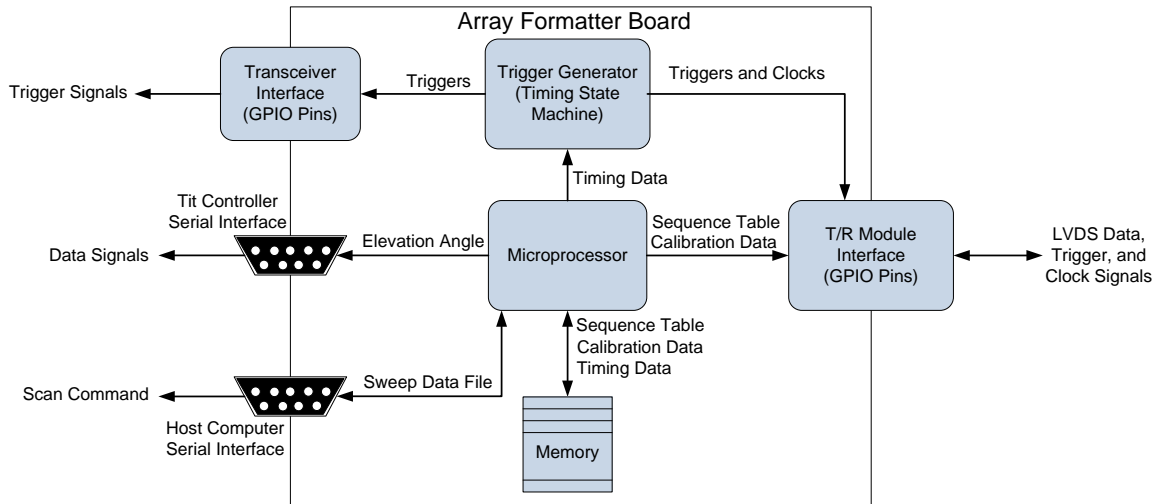 Array Formatter Board
Transceiver
Interface
(GPIO Pins)
Trigger Generator
(Timing State
Machine)
Trigger Signals
Triggers
Triggers and Clocks
Timing Data
Tit Controller
Serial Interface
Data Signals
Elevation Angle
Microprocessor
Sequence Table
Calibration Data
T/R Module
Interface
(GPIO Pins)
LVDS Data,
Trigger, and
Clock Signals
Sequence Table
Calibration Data
Timing Data
Scan Command
Sweep Data File
Host Computer
Serial Interface
Memory